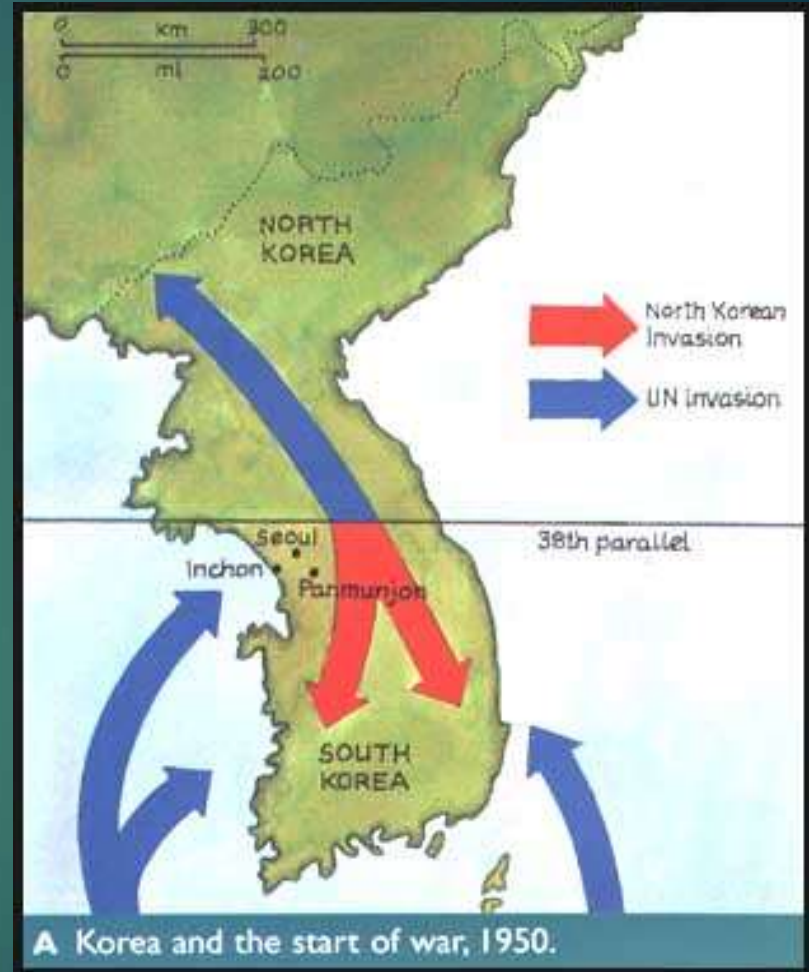 0 km 300
0 mi 200
NORTH
KOREA
North Korean
Invasion
UN invasion
38th parallel
Seoul
Inchon
Panmunjon
SOUTH
KOREA
A Korea and the start of war, 1950.